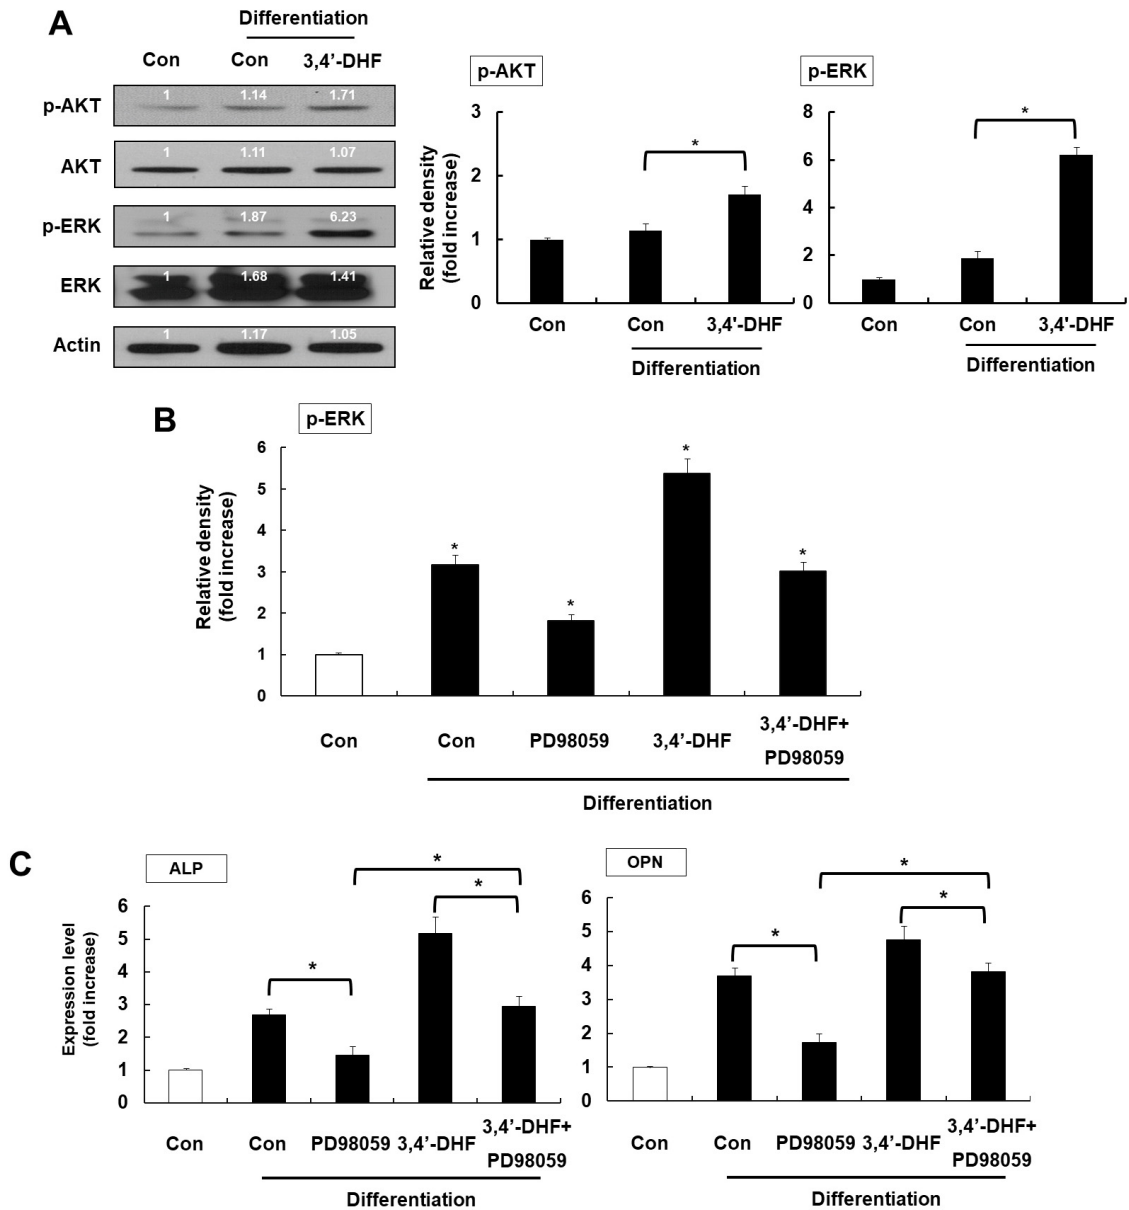 A
Differentiation
Con Con 3,4’-DHF
p-AKT 1 1.14 1.71
AKT 1 1.11 1.07
p-ERK 1 1.87 6.23
ERK 1 1.68 1.41
Actin 1 1.17 1.05
p-AKT
Relative density
(fold increase)
3
2
1
0
*
Con Con 3,4'-DHF
Differentiation
p-ERK
8
6
4
2
0
*
Con Con 3,4'-DHF
Differentiation
B
p-ERK
Relative density
(fold increase)
6
5
4
3
2
1
0
* * * *
Con Con PD98059 3,4’-DHF 3,4’-DHF+
PD98059
Differentiation
C
ALP
Expression level
(fold increase)
6
5
4
3
2
1
0
*
*
*
Con Con PD98059 3,4’-DHF 3,4’-DHF+
PD98059
Differentiation
OPN
6
5
4
3
2
1
0
*
*
*
Con Con PD98059 3,4’-DHF 3,4’-DHF+
PD98059
Differentiation